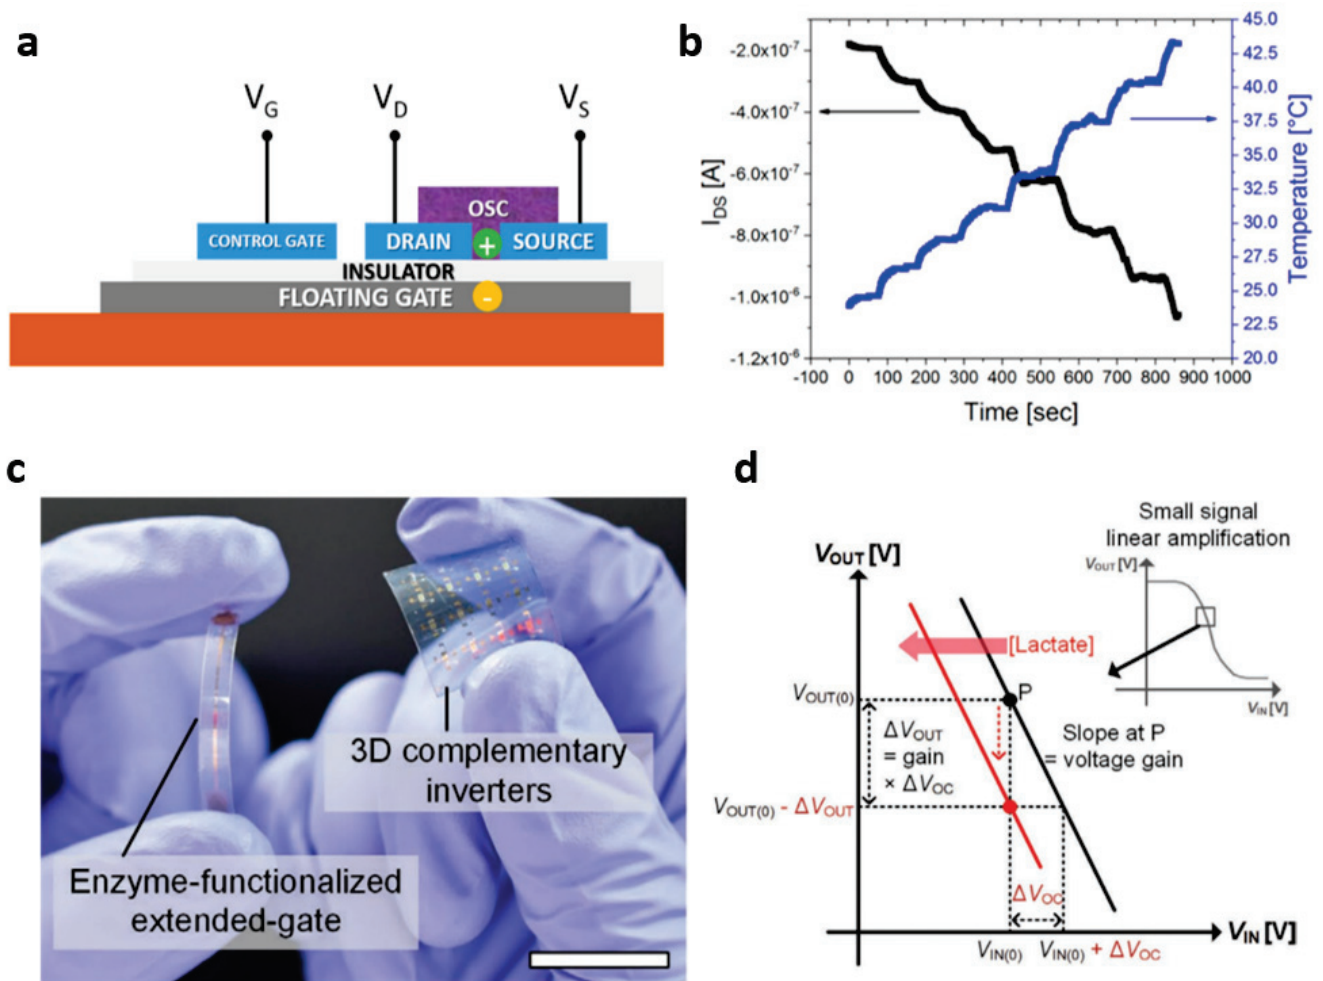 a
V_G
V_D
V_S
OSC
CONTROL GATE
DRAIN
+
SOURCE
INSULATOR
FLOATING GATE
-
b
I_DS [A]
-2.0x10^-7
-4.0x10^-7
-6.0x10^-7
-8.0x10^-7
-1.0x10^-6
-1.2x10^-6
-100 0 100 200 300 400 500 600 700 800 900 1000
Time [sec]
45.0
42.5
40.0
37.5
35.0
32.5
30.0
27.5
25.0
22.5
20.0
Temperature [°C]
c
3D complementary
inverters
Enzyme-functionalized
extended-gate
d
V_OUT [V]
Small signal
linear amplification
V_OUT [V]
V_IN [V]
[Lactate]
V_OUT(0)
P
ΔV_OUT
= gain
× ΔV_OC
Slope at P
= voltage gain
V_OUT(0) - ΔV_OUT
ΔV_OC
V_IN(0)
V_IN(0) + ΔV_OC
V_IN [V]